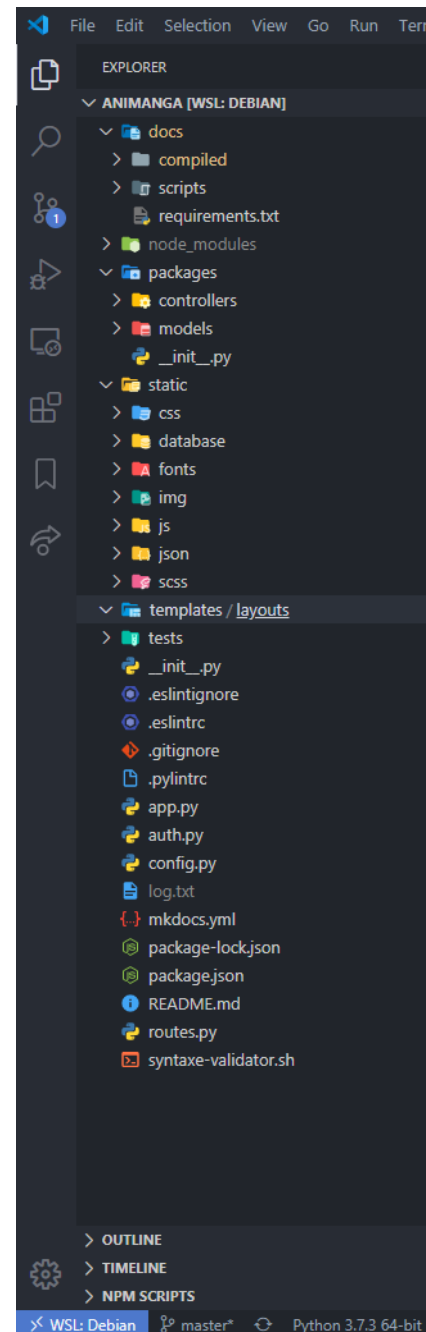 File Edit Selection View Go Run
EXPLORER
ANIMANGA [WSL: DEBIAN]
docs
compiled
scripts
requirements.txt
node_modules
packages
controllers
models
__init__.py
static
css
database
fonts
img
js
json
scss
templates / layouts
tests
__init__.py
.eslintignore
.eslintrc
.gitignore
.pylintrc
app.py
auth.py
config.py
log.txt
mkdocs.yml
package-lock.json
package.json
README.md
routes.py
syntaxe-validator.sh
OUTLINE
TIMELINE
NPM SCRIPTS
WSL: Debian master* Python 3.7.3 64-bit